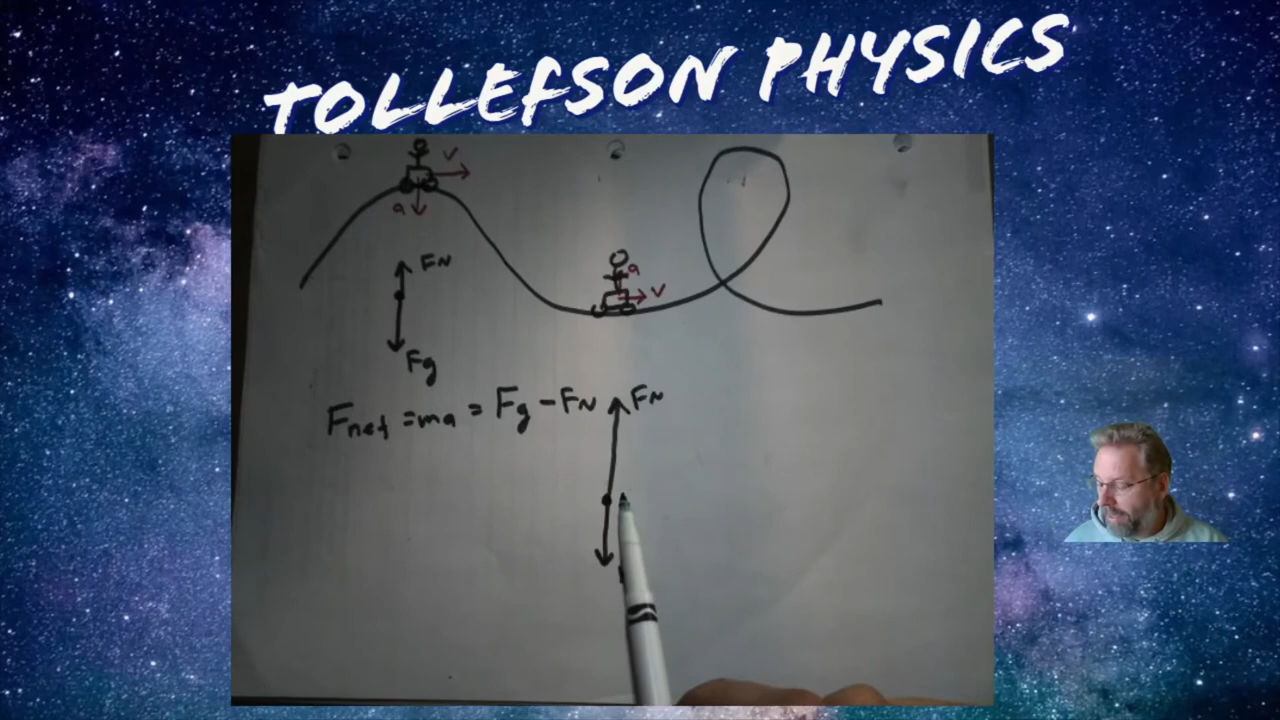 TOLLEFSON PHYSICS
v
a
FN
a
v
Fg
Fnet = ma = Fg - FN
FN